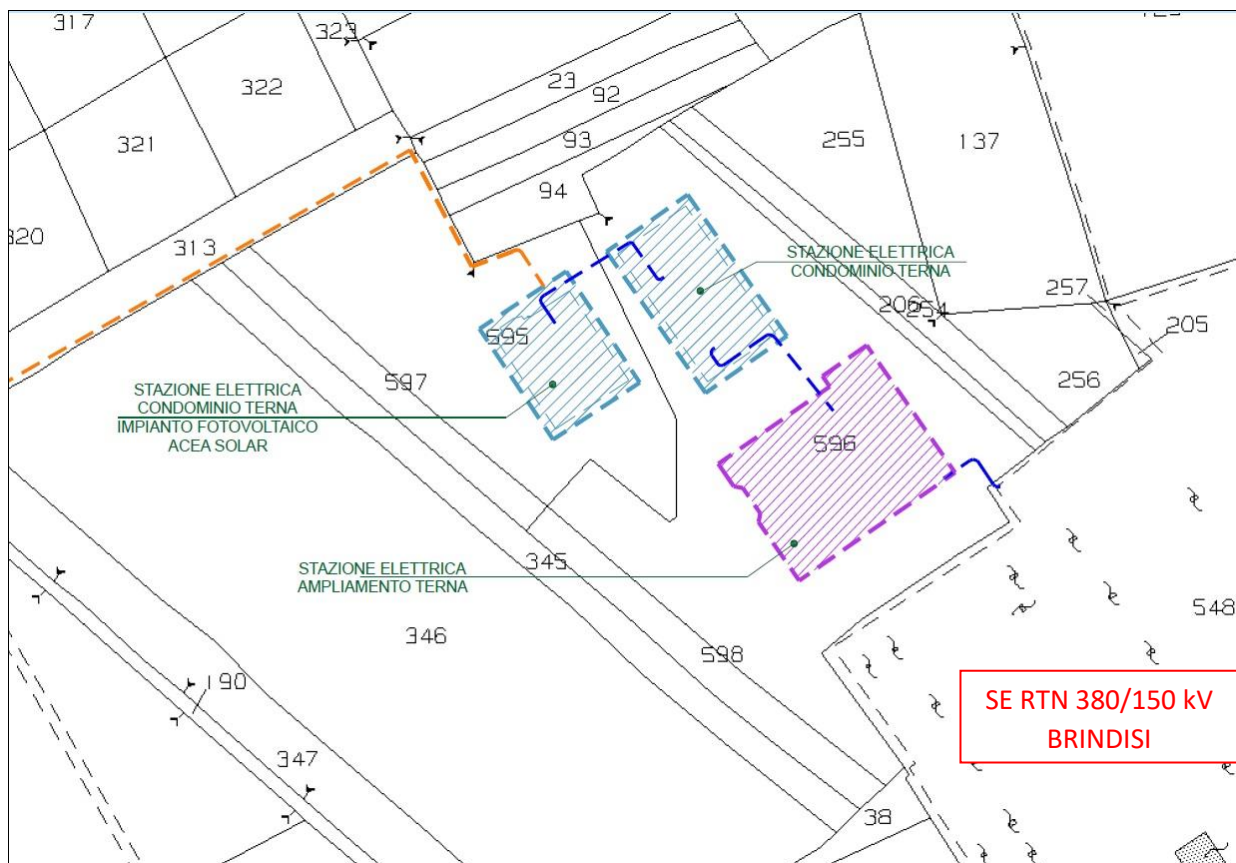 317
323
322
23
92
321
93
255
137
94
320
313
STAZIONE ELETTRICA
CONDOMINIO TERNA
257
206
254
205
595
597
256
STAZIONE ELETTRICA
CONDOMINIO TERNA
IMPIANTO FOTOVOLTAICO
ACEA SOLAR
596
345
STAZIONE ELETTRICA
AMPLIAMENTO TERNA
346
548
598
190
SE RTN 380/150 kV
BRINDISI
347
38